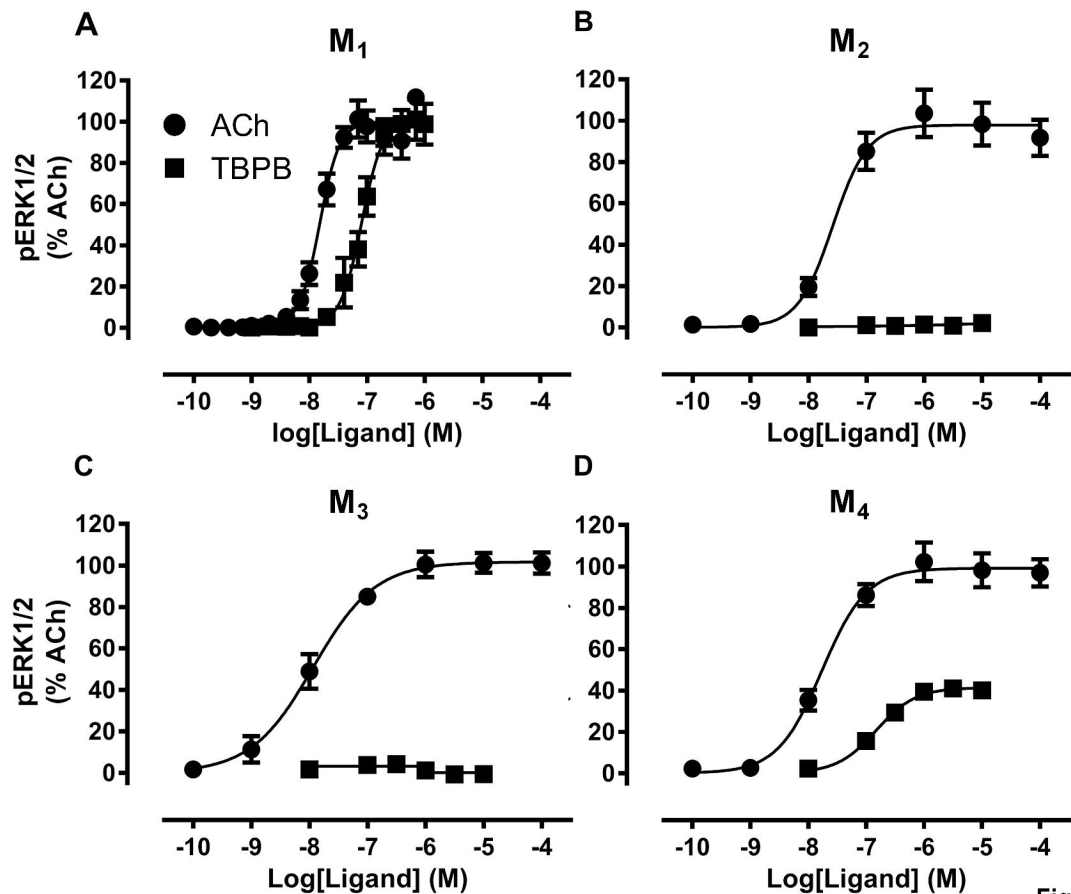 A
M1
pERK1/2
(% ACh)
120
100
80
60
40
20
0
ACh
TBPB
-10 -9 -8 -7 -6 -5 -4
log[Ligand] (M)
B
M2
120
100
80
60
40
20
0
-10 -9 -8 -7 -6 -5 -4
Log[Ligand] (M)
C
M3
pERK1/2
(% ACh)
120
100
80
60
40
20
0
-10 -9 -8 -7 -6 -5 -4
Log[Ligand] (M)
D
M4
120
100
80
60
40
20
0
-10 -9 -8 -7 -6 -5 -4
Log[Ligand] (M)